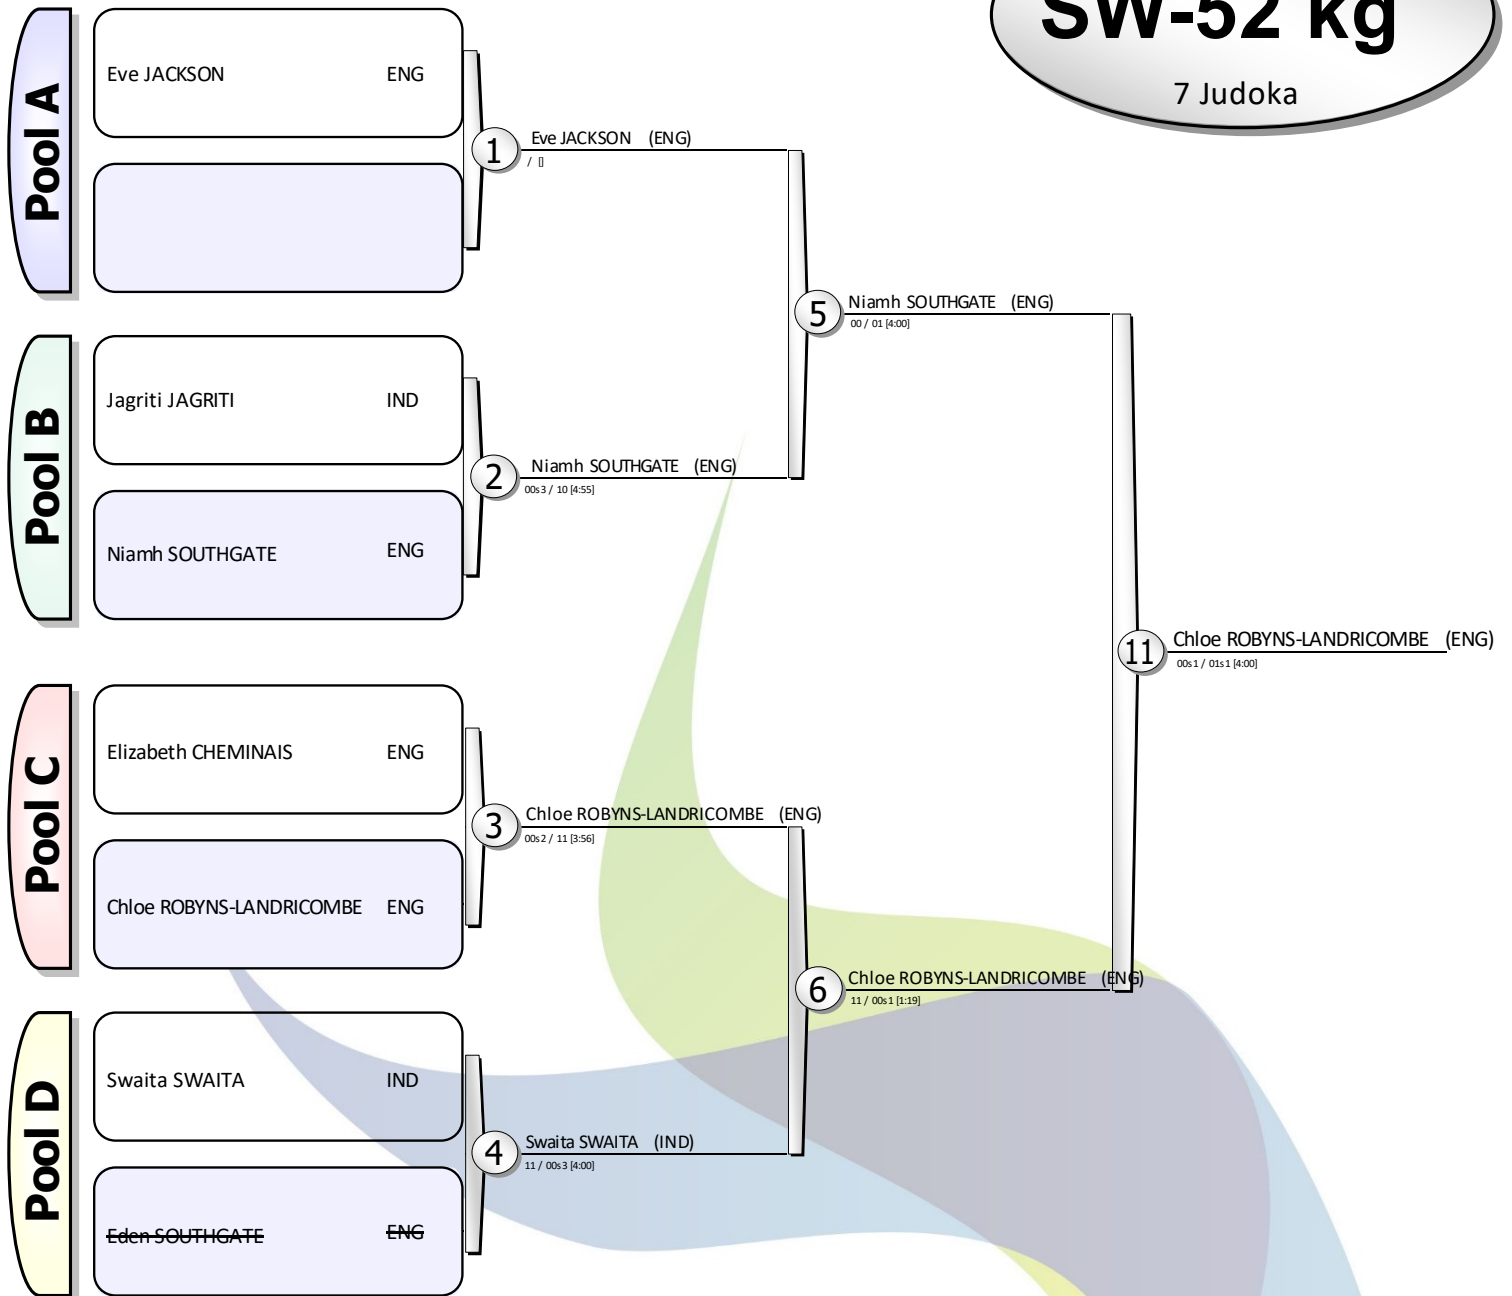 SW-52 kg
7 Judoka
Pool A
Eve JACKSON ENG
1
Eve JACKSON (ENG)
/ []
5
Niamh SOUTHGATE (ENG)
00 / 01 [4:00]
Pool B
Jagriti JAGRITI IND
2
Niamh SOUTHGATE (ENG)
00s3 / 10 [4:55]
Niamh SOUTHGATE ENG
11
Chloe ROBYNS-LANDRICOMBE (ENG)
00s1 / 01s1 [4:00]
Pool C
Elizabeth CHEMINAIS ENG
3
Chloe ROBYNS-LANDRICOMBE (ENG)
00s2 / 11 [3:56]
Chloe ROBYNS-LANDRICOMBE ENG
6
Chloe ROBYNS-LANDRICOMBE (ENG)
11 / 00s1 [1:19]
Pool D
Swaita SWAITA IND
4
Swaita SWAITA (IND)
11 / 00s3 [4:00]
Eden SOUTHGATE ENG